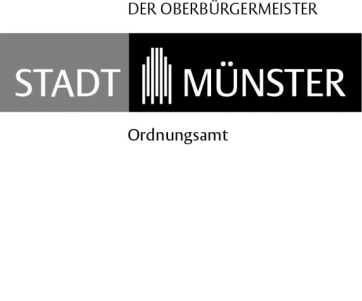 DER OBERBÜRGERMEISTER
STADT MÜNSTER
Ordnungsamt